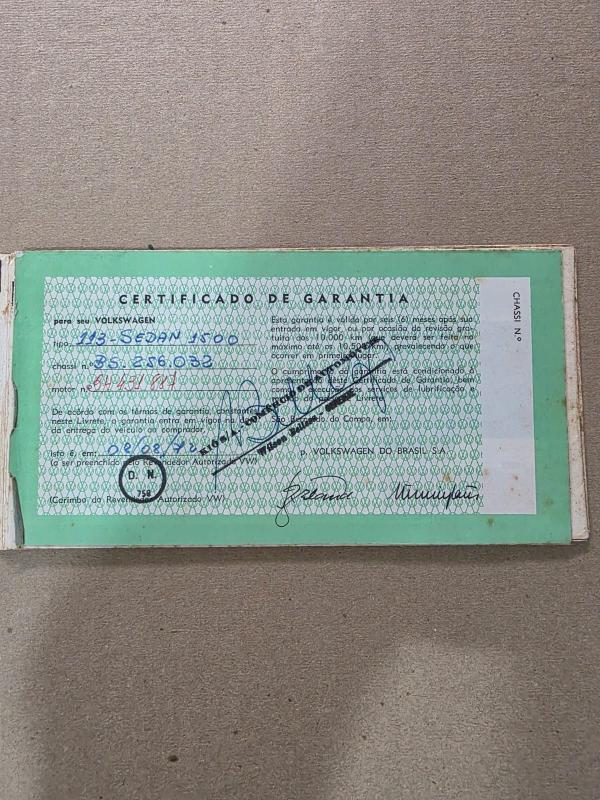 CERTIFICADO DE GARANTIA
para seu VOLKSWAGEN
tipo 113-SEDAN 1500
chassi n.º BS.256.032
motor n.º
De acôrdo com os têrmos de garantia, constantes
neste Livrete, a garantia entra em vigor na
da entrega do veículo ao comprador,
isto é, em: 08/08/72
(a ser preenchido pelo Revendedor Autorizado VW)
D. N.
758
(Carimbo do Revendedor Autorizado VW)
Esta garantia é válida por seis (6) meses após sua
entrada em vigor, ou por ocasião da revisão gra-
tuita dos 10.000 km deverá ser feita no
máximo até os 10.500 km, prevalecendo o que
ocorrer em primeiro lugar.
O cumprimento da garantia está condicionado à
apresentação deste Certificado de Garantia, bem
como à execução dos serviços de lubrificação e
Livrete
São Bernardo do Campo, em:
p. VOLKSWAGEN DO BRASIL S.A.
Wilson
CHASSI N.º